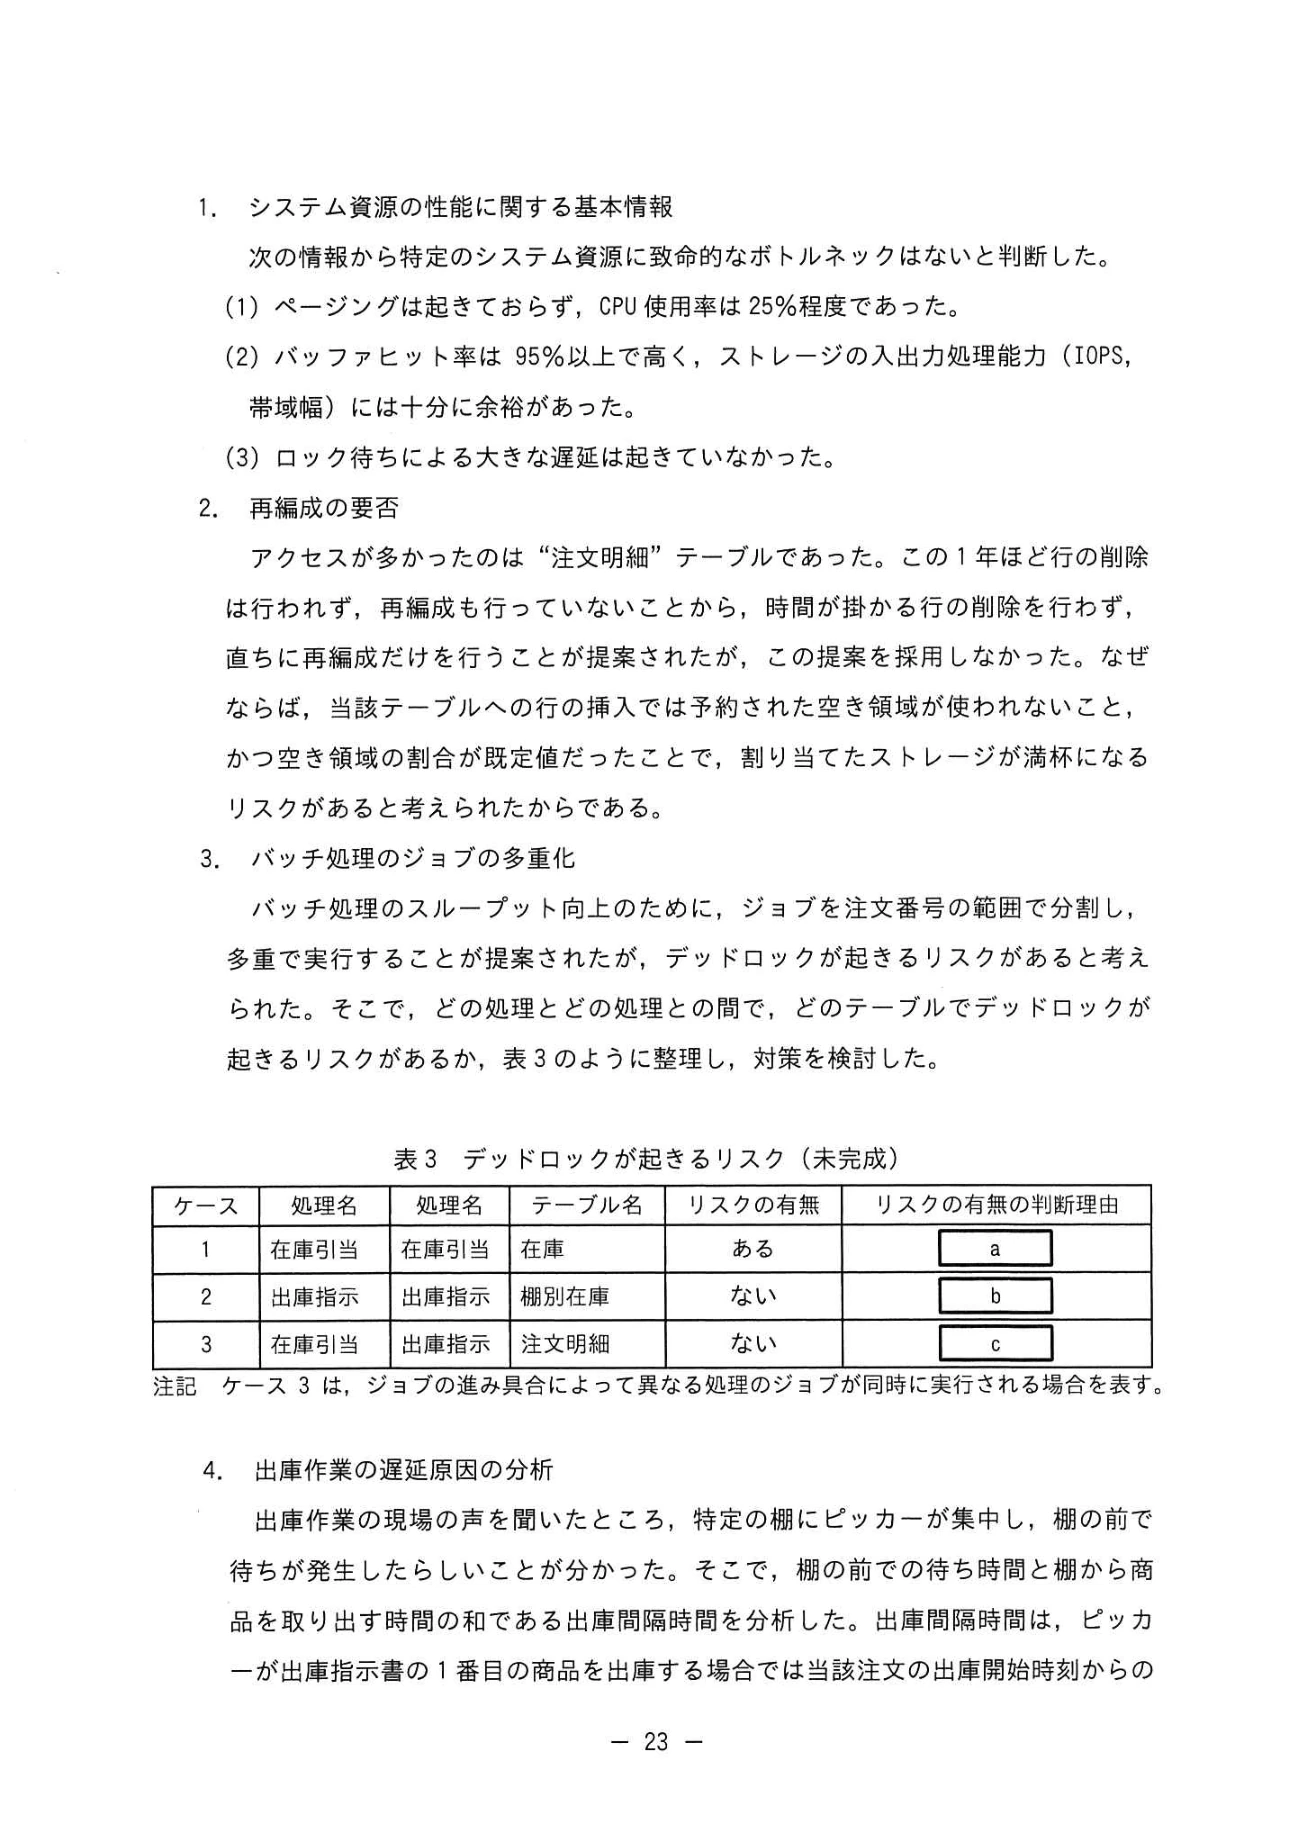 1. システム資源の性能に関する基本情報
次の情報から特定のシステム資源に致命的なボトルネックはないと判断した。
(1) ページングは起きておらず，CPU 使用率は 25%程度であった。
(2) バッファヒット率は 95%以上で高く，ストレージの入出力処理能力（IOPS，
帯域幅）には十分に余裕があった。
(3) ロック待ちによる大きな遅延は起きていなかった。
2. 再編成の要否
アクセスが多かったのは“注文明細”テーブルであった。この 1 年ほど行の削除
は行われず，再編成も行っていないことから，時間が掛かる行の削除を行わず，
直ちに再編成だけを行うことが提案されたが，この提案を採用しなかった。なぜ
ならば，当該テーブルへの行の挿入では予約された空き領域が使われないこと，
かつ空き領域の割合が既定値だったことで，割り当てたストレージが満杯になる
リスクがあると考えられたからである。
3. バッチ処理のジョブの多重化
バッチ処理のスループット向上のために，ジョブを注文番号の範囲で分割し，
多重で実行することが提案されたが，デッドロックが起きるリスクがあると考え
られた。そこで，どの処理とどの処理との間で，どのテーブルでデッドロックが
起きるリスクがあるか，表 3 のように整理し，対策を検討した。
表 3 デッドロックが起きるリスク（未完成）
ケース 処理名 処理名 テーブル名 リスクの有無 リスクの有無の判断理由
1 在庫引当 在庫引当 在庫 ある a
2 出庫指示 出庫指示 棚別在庫 ない b
3 在庫引当 出庫指示 注文明細 ない c
注記 ケース 3 は，ジョブの進み具合によって異なる処理のジョブが同時に実行される場合を表す。
4. 出庫作業の遅延原因の分析
出庫作業の現場の声を聞いたところ，特定の棚にピッカーが集中し，棚の前で
待ちが発生したらしいことが分かった。そこで，棚の前での待ち時間と棚から商
品を取り出す時間の和である出庫間隔時間を分析した。出庫間隔時間は，ピッカ
ーが出庫指示書の 1 番目の商品を出庫する場合では当該注文の出庫開始時刻からの
－ 23 －